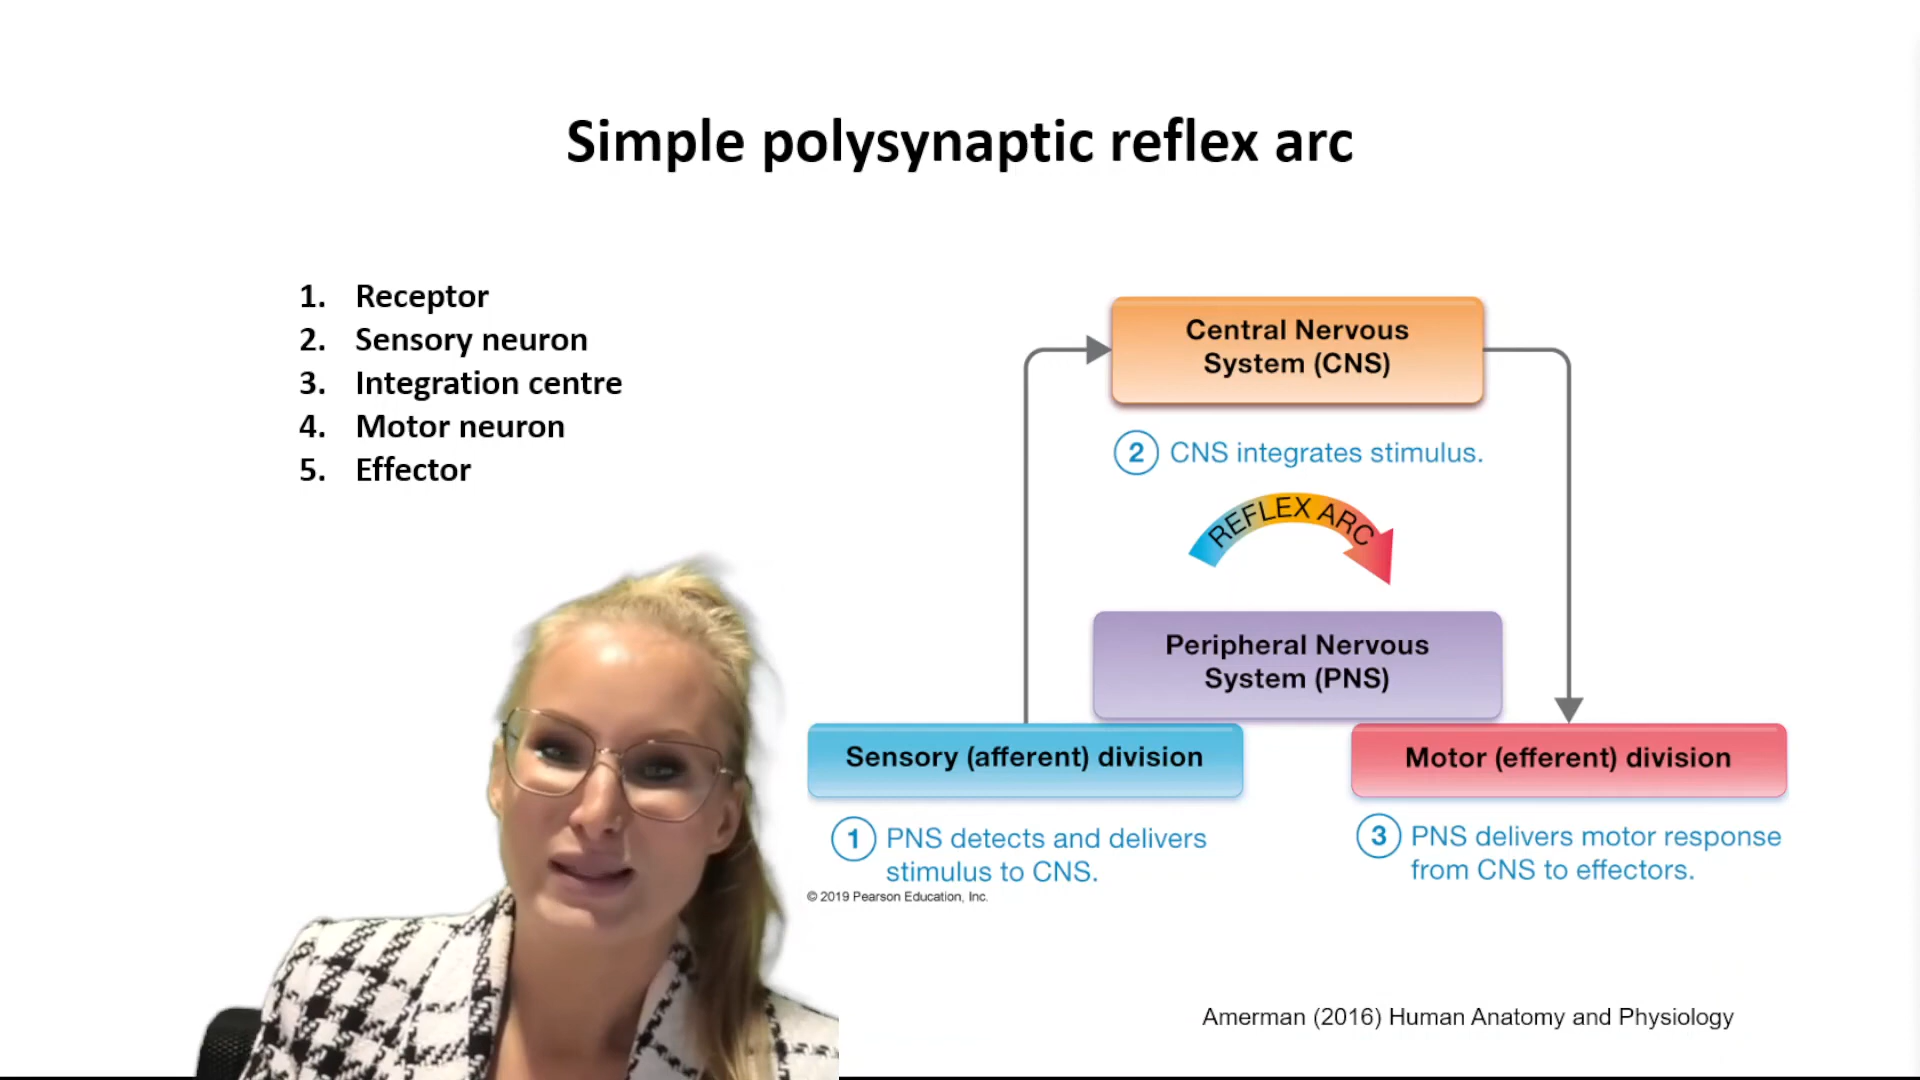 Simple polysynaptic reflex arc
1. Receptor
2. Sensory neuron
3. Integration centre
4. Motor neuron
5. Effector
Central Nervous
System (CNS)
2 CNS integrates stimulus.
REFLEX ARC
Peripheral Nervous
System (PNS)
Sensory (afferent) division
Motor (efferent) division
1 PNS detects and delivers
stimulus to CNS.
3 PNS delivers motor response
from CNS to effectors.
© 2019 Pearson Education, Inc.
Amerman (2016) Human Anatomy and Physiology